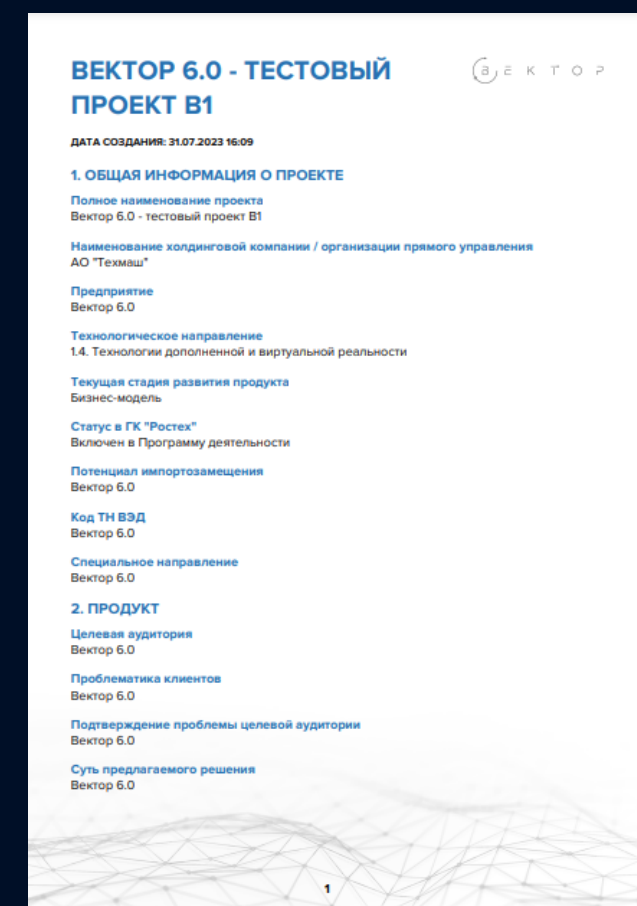 ВЕКТОР 6.0 - ТЕСТОВЫЙ
ПРОЕКТ В1
ВЕКТОР
ДАТА СОЗДАНИЯ: 31.07.2023 16:09
1. ОБЩАЯ ИНФОРМАЦИЯ О ПРОЕКТЕ
Полное наименование проекта
Вектор 6.0 - тестовый проект В1
Наименование холдинговой компании / организации прямого управления
АО "Техмаш"
Предприятие
Вектор 6.0
Технологическое направление
1.4. Технологии дополненной и виртуальной реальности
Текущая стадия развития продукта
Бизнес-модель
Статус в ГК "Ростех"
Включен в Программу деятельности
Потенциал импортозамещения
Вектор 6.0
Код ТН ВЭД
Вектор 6.0
Специальное направление
Вектор 6.0
2. ПРОДУКТ
Целевая аудитория
Вектор 6.0
Проблематика клиентов
Вектор 6.0
Подтверждение проблемы целевой аудитории
Вектор 6.0
Суть предлагаемого решения
Вектор 6.0
1